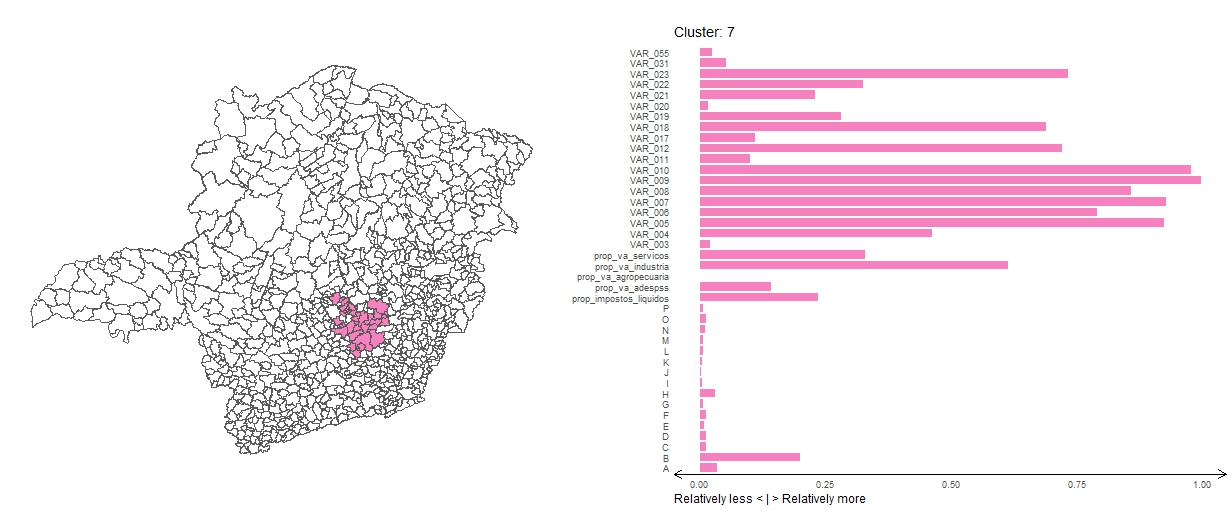 Cluster: 7
VAR_055
VAR_031
VAR_023
VAR_022
VAR_021
VAR_020
VAR_019
VAR_018
VAR_017
VAR_012
VAR_011
VAR_010
VAR_009
VAR_008
VAR_007
VAR_006
VAR_005
VAR_004
VAR_003
prop_va_servicos
prop_va_industria
prop_va_agropecuaria
prop_va_adespss
prop_impostos_liquidos
P
O
N
M
L
K
J
I
H
G
F
E
D
C
B
A
0.00 0.25 0.50 0.75 1.00
Relatively less < | > Relatively more